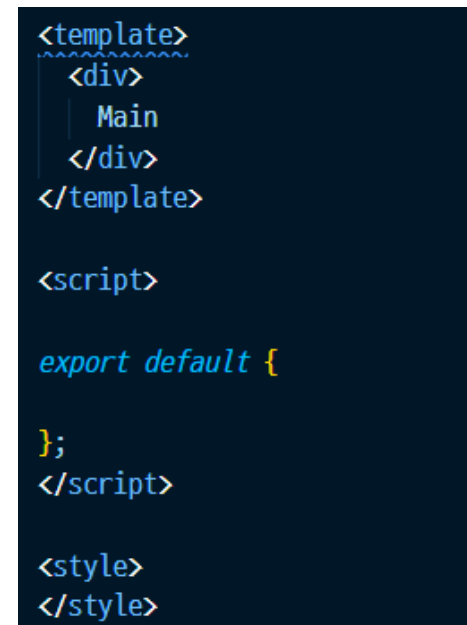 <template>
  <div>
    Main
  </div>
</template>

<script>

export default {

};
</script>

<style>
</style>